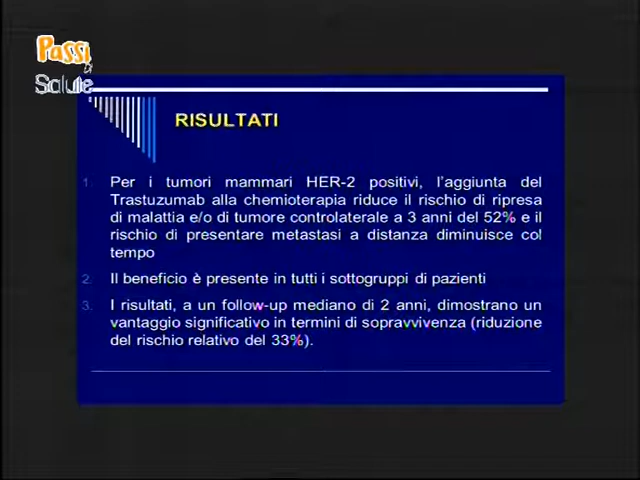 Passi
di
Salute
RISULTATI
1. Per i tumori mammari HER-2 positivi, l'aggiunta del
Trastuzumab alla chemioterapia riduce il rischio di ripresa
di malattia e/o di tumore controlaterale a 3 anni del 52% e il
rischio di presentare metastasi a distanza diminuisce col
tempo
2. Il beneficio è presente in tutti i sottogruppi di pazienti
3. I risultati, a un follow-up mediano di 2 anni, dimostrano un
vantaggio significativo in termini di sopravvivenza (riduzione
del rischio relativo del 33%).